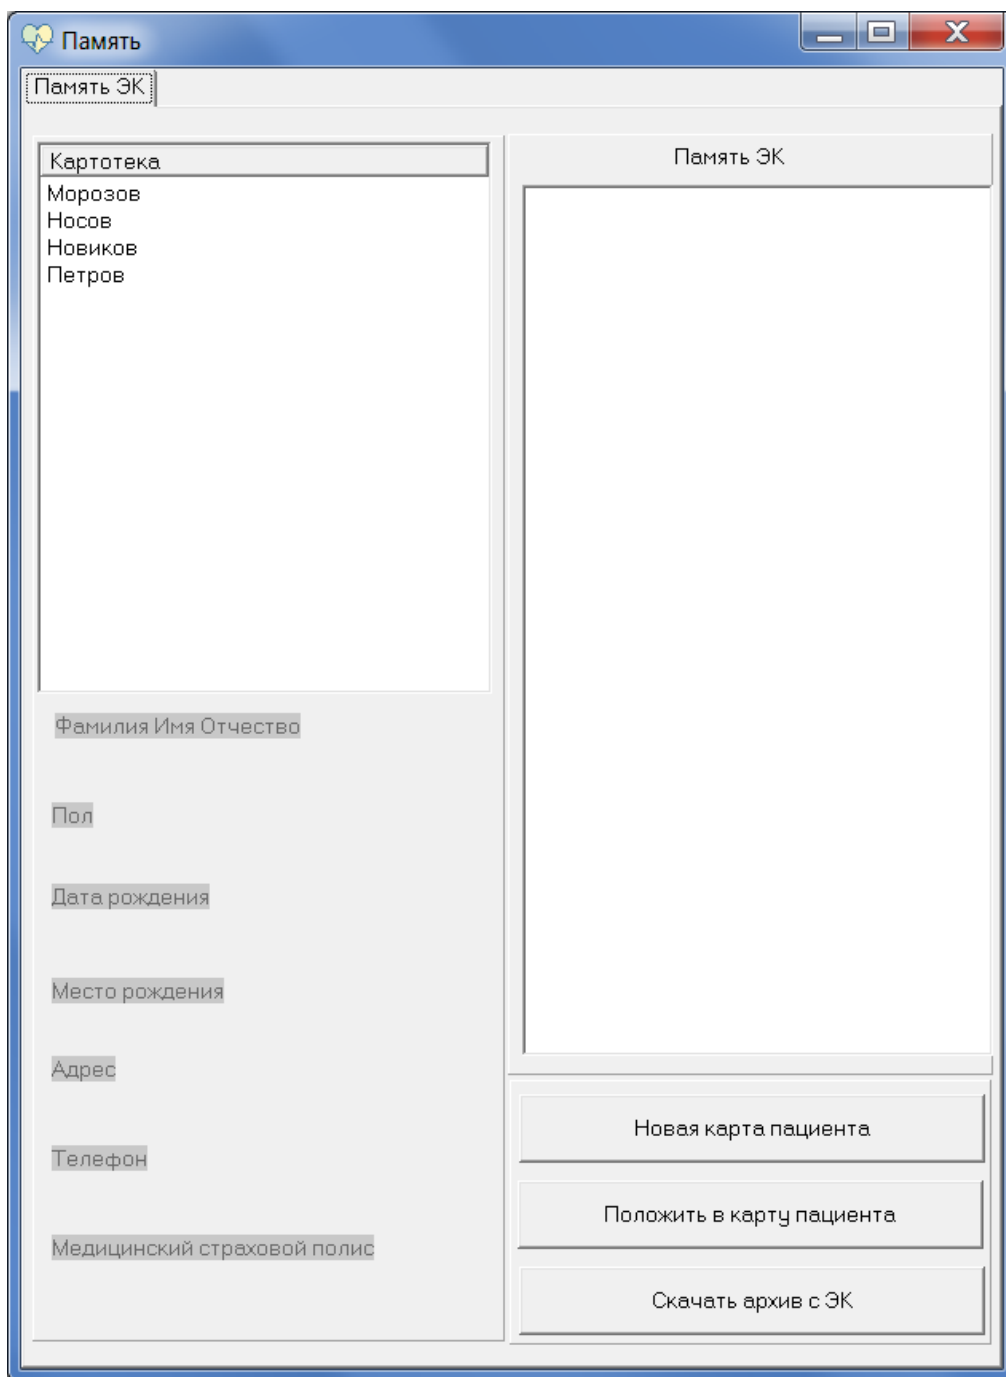 Память
Память ЭК
Картотека
Морозов
Носов
Новиков
Петров
Фамилия Имя Отчество
Пол
Дата рождения
Место рождения
Адрес
Телефон
Медицинский страховой полис
Память ЭК
Новая карта пациента
Положить в карту пациента
Скачать архив с ЭК